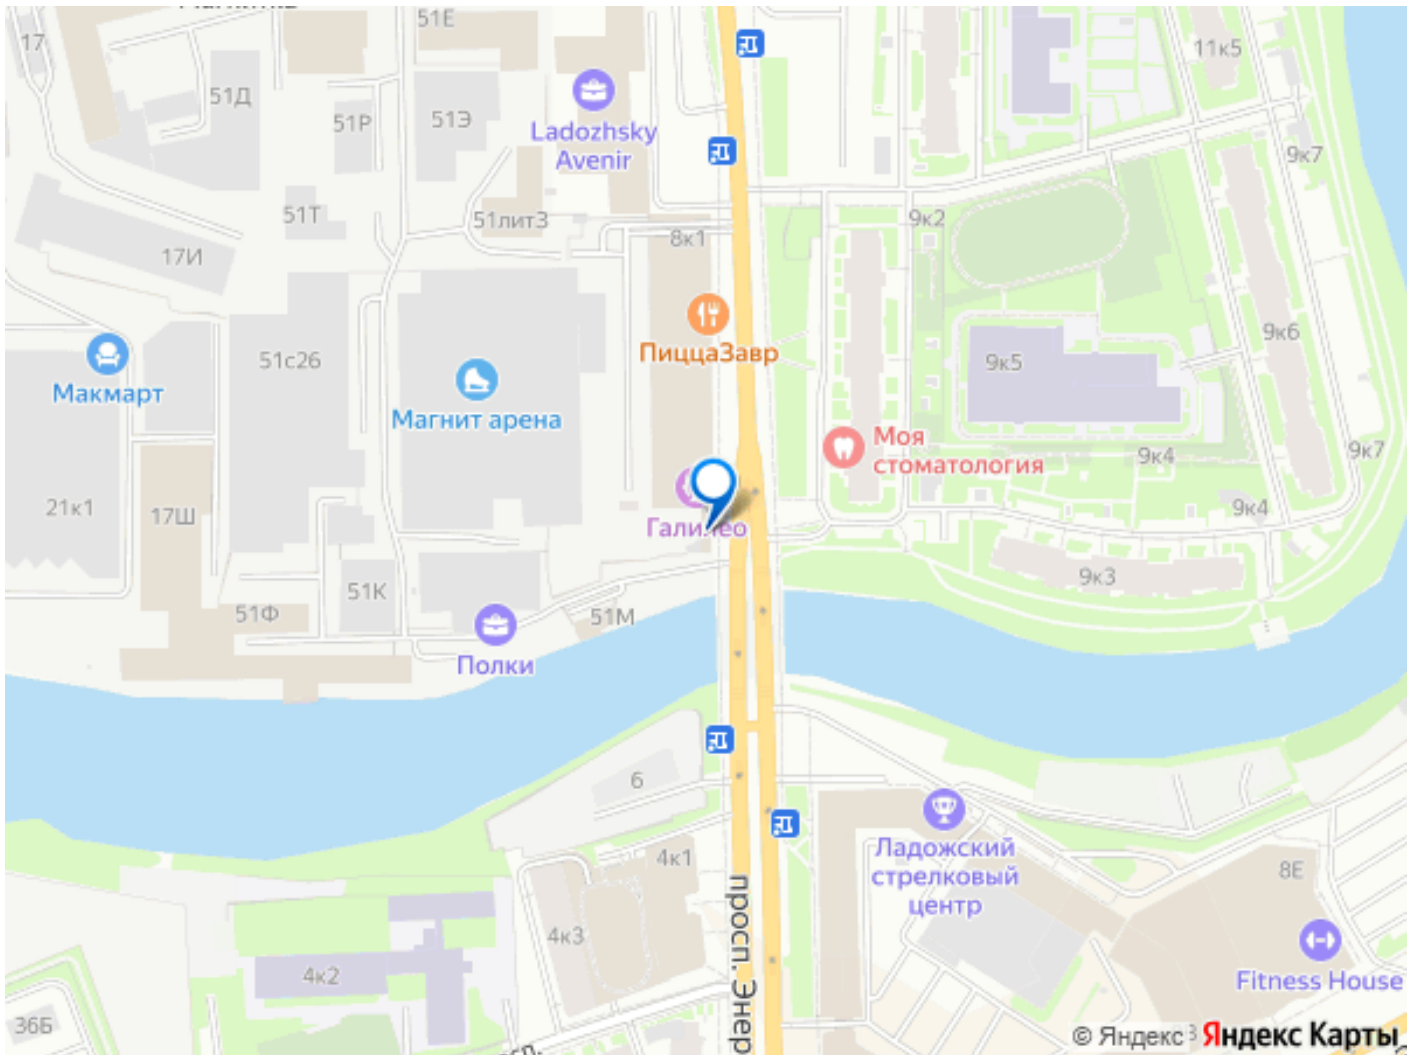 51Е
17
11к5
51Д
51Р
51Э
Ladozhsky
Avenir
9к7
51Т
51лит3
9к2
8к1
17И
ПиццаЗавр
51с26
9к5
9к6
Макмарт
Магнит арена
Моя
стоматология
9к4
9к7
21к1
17Ш
Галилео
9к4
51К
9к3
51Ф
51М
Полки
6
4к1
Ладожский
стрелковый
центр
8Е
просп. Энер
4к3
4к2
Fitness House
36Б
© Яндекс
Яндекс Карты